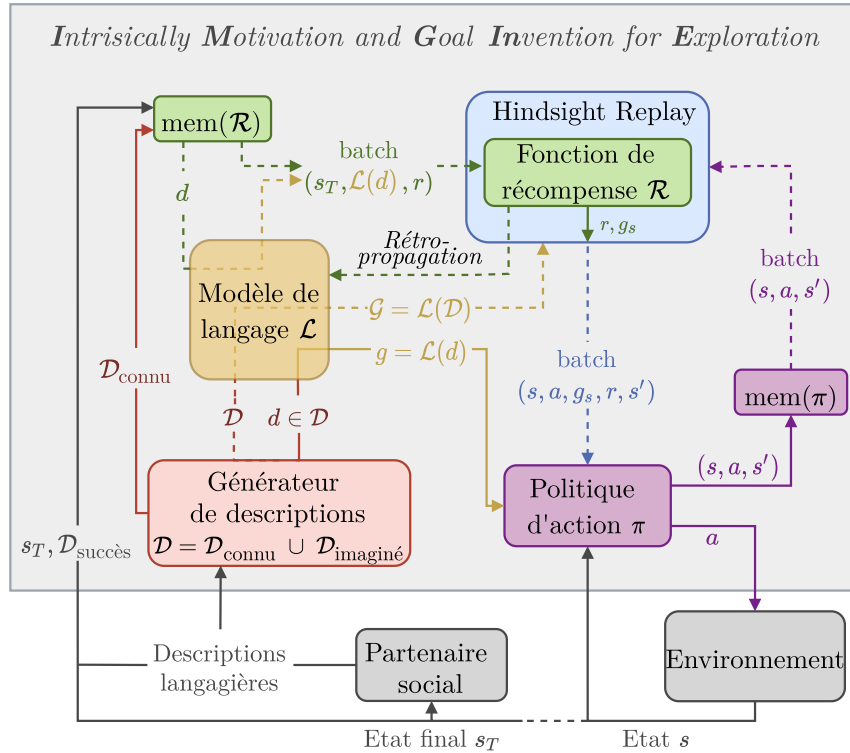 Intrisically Motivation and Goal Invention for Exploration
mem(𝓡)
Hindsight Replay
batch
(s_T, 𝓛(d), r)
Fonction de
récompense 𝓡
d
r, g_s
Rétro-
propagation
batch
(s, a, s′)
Modèle de
langage 𝓛
𝒢 = 𝓛(𝒟)
g = 𝓛(d)
batch
(s, a, g_s, r, s′)
𝒟_connu
mem(π)
𝒟
d ∈ 𝒟
(s, a, s′)
Générateur
de descriptions
𝒟 = 𝒟_connu ∪ 𝒟_imaginé
Politique
d'action π
a
s_T, 𝒟_succès
Descriptions
langagières
Partenaire
social
Environnement
Etat final s_T
Etat s